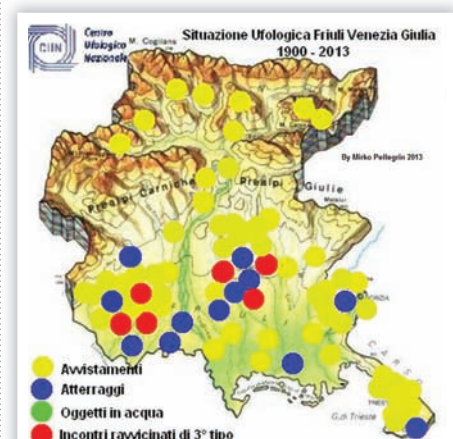 CUN
Centro
Ufologico
Nazionale
Situazione Ufologica Friuli Venezia Giulia
1900 - 2013
M. Coglians
By Mirko Pellegrin 2013
Prealpi Carniche
Prealpi Giulie
FRIULI
CARSO
G. di Trieste
Avvistamenti
Atterraggi
Oggetti in acqua
Incontri ravvicinati di 3° tipo